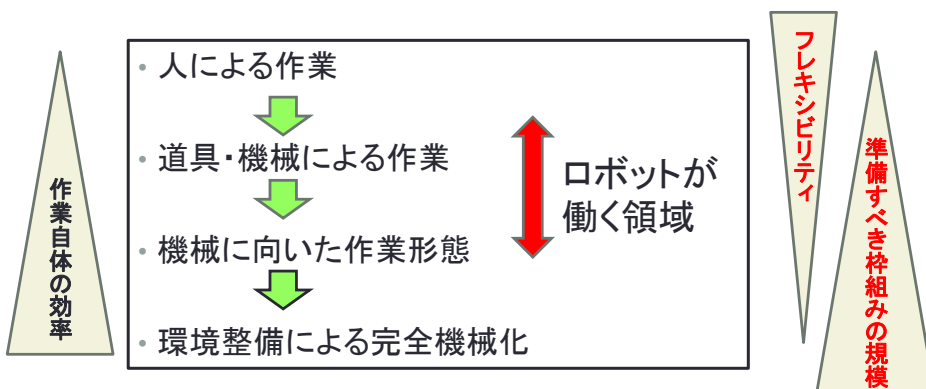 作業自体の効率
• 人による作業
• 道具・機械による作業
• 機械に向いた作業形態
• 環境整備による完全機械化
ロボットが
働く領域
フレキシビリティ
準備すべき枠組みの規模